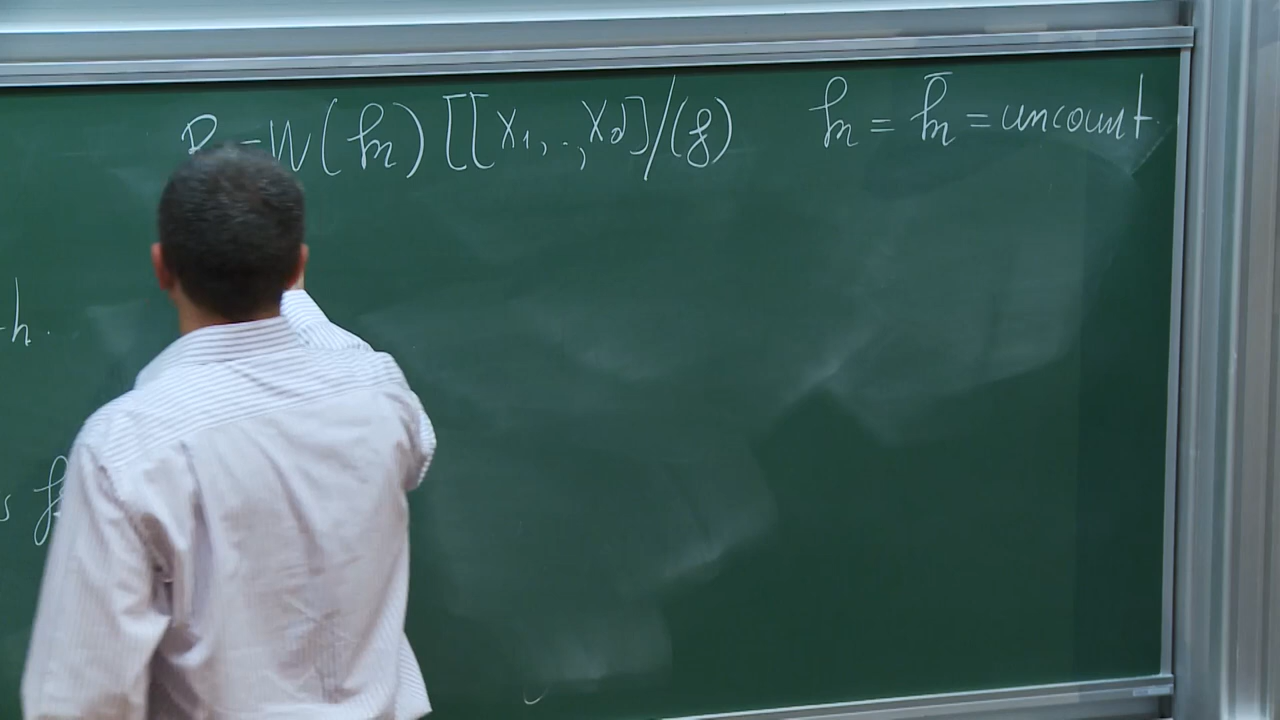 R = W(k)[[X₁,..,X_d]]/(f)    k = k̄ = uncount.
-h.
s f